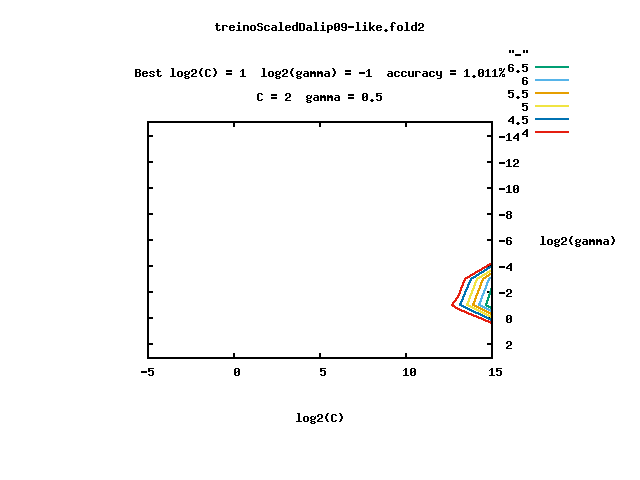 treinoScaledDalip09-like.fold2
"-"
Best log2(C) = 1  log2(gamma) = -1  accuracy = 1.011%
C = 2  gamma = 0.5
6.5
6
5.5
5
4.5
4
-14
-12
-10
-8
-6
-4
-2
0
2
log2(gamma)
-5 0 5 10 15
log2(C)